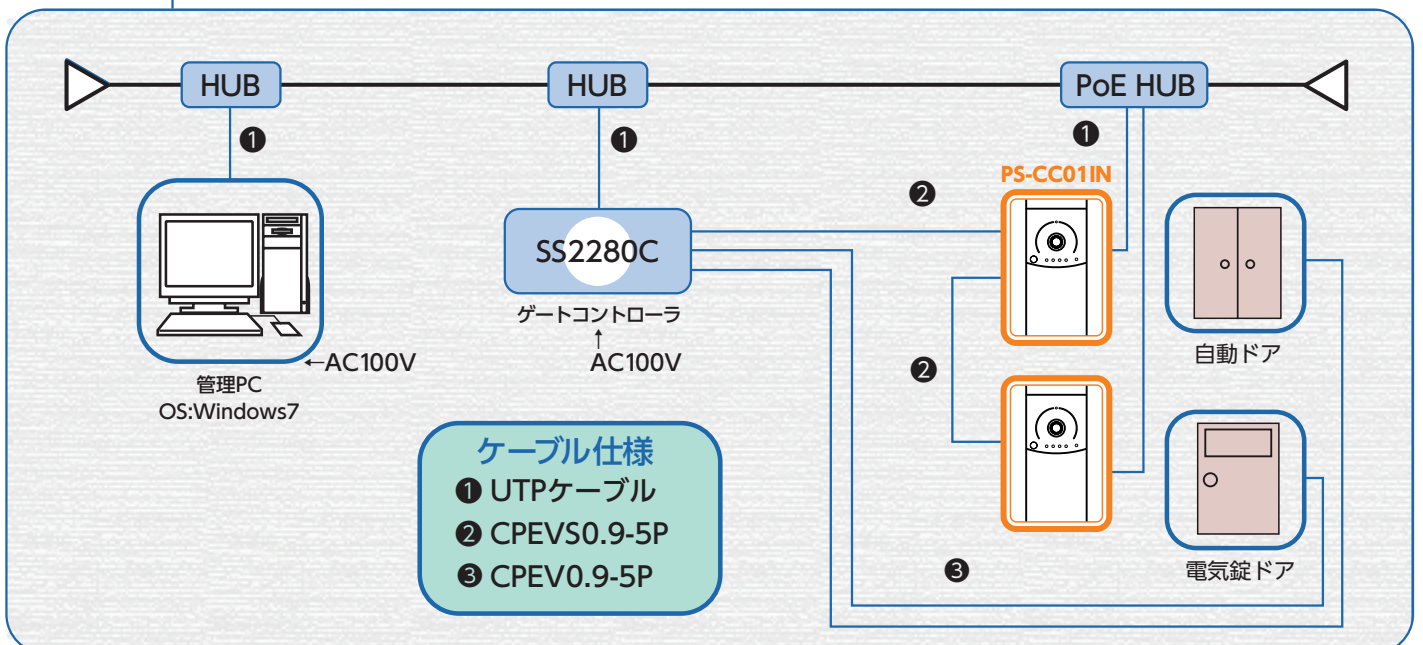 HUB
HUB
PoE HUB
❶
❶
❶
PS-CC01IN
❷
SS2280C
ゲートコントローラ
↑
AC100V
←AC100V
管理PC
OS:Windows7
自動ドア
❷
ケーブル仕様
❶ UTPケーブル
❷ CPEVS0.9-5P
❸ CPEV0.9-5P
❸
電気錠ドア